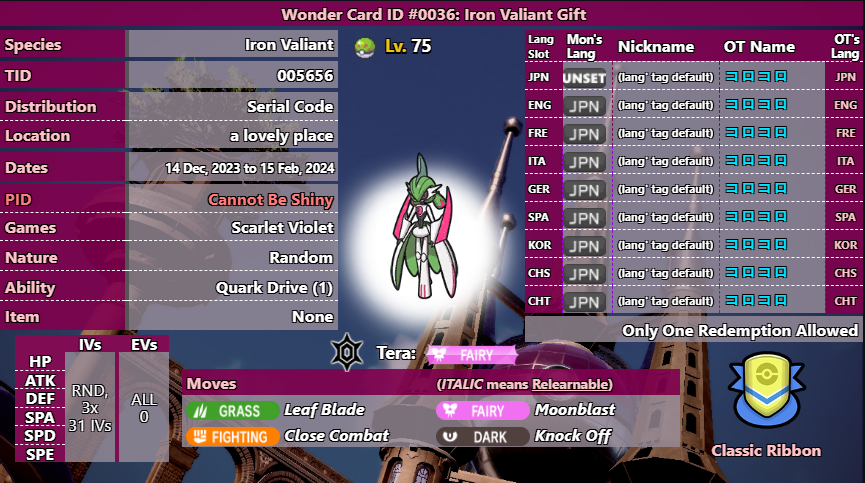 Wonder Card ID #0036: Iron Valiant Gift
Species Iron Valiant
TID 005656
Distribution Serial Code
Location a lovely place
Dates 14 Dec, 2023 to 15 Feb, 2024
PID Cannot Be Shiny
Games Scarlet Violet
Nature Random
Ability Quark Drive (1)
Item None
Lv. 75
Lang Slot Mon's Lang Nickname OT Name OT's Lang
JPN UNSET (lang' tag default) ヨロヨロ JPN
ENG JPN (lang' tag default) ヨロヨロ ENG
FRE JPN (lang' tag default) ヨロヨロ FRE
ITA JPN (lang' tag default) ヨロヨロ ITA
GER JPN (lang' tag default) ヨロヨロ GER
SPA JPN (lang' tag default) ヨロヨロ SPA
KOR JPN (lang' tag default) ヨロヨロ KOR
CHS JPN (lang' tag default) ヨロヨロ CHS
CHT JPN (lang' tag default) ヨロヨロ CHT
Only One Redemption Allowed
IVs EVs
HP
ATK
DEF
SPA
SPD
SPE
RND,
3x
31 IVs
ALL
0
Tera: FAIRY
Moves (ITALIC means Relearnable)
GRASS Leaf Blade FAIRY Moonblast
FIGHTING Close Combat DARK Knock Off
Classic Ribbon